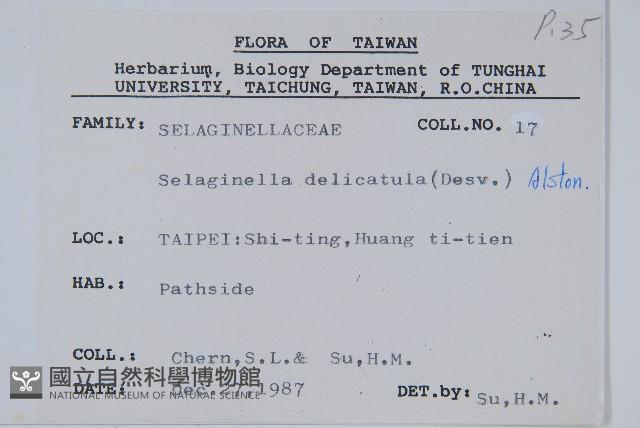 P.35
FLORA OF TAIWAN
Herbarium, Biology Department of TUNGHAI
UNIVERSITY, TAICHUNG, TAIWAN, R.O.CHINA
FAMILY: SELAGINELLACEAE COLL.NO. 17
Selaginella delicatula(Desv.) Alston.
LOC.: TAIPEI:Shi-ting,Huang ti-tien
HAB.: Pathside
COLL.: Chern,S.L.& Su,H.M.
國立自然科學博物館
NATIONAL MUSEUM OF NATURAL SCIENCE
DATE: Dec.27,1987 DET.by: Su,H.M.